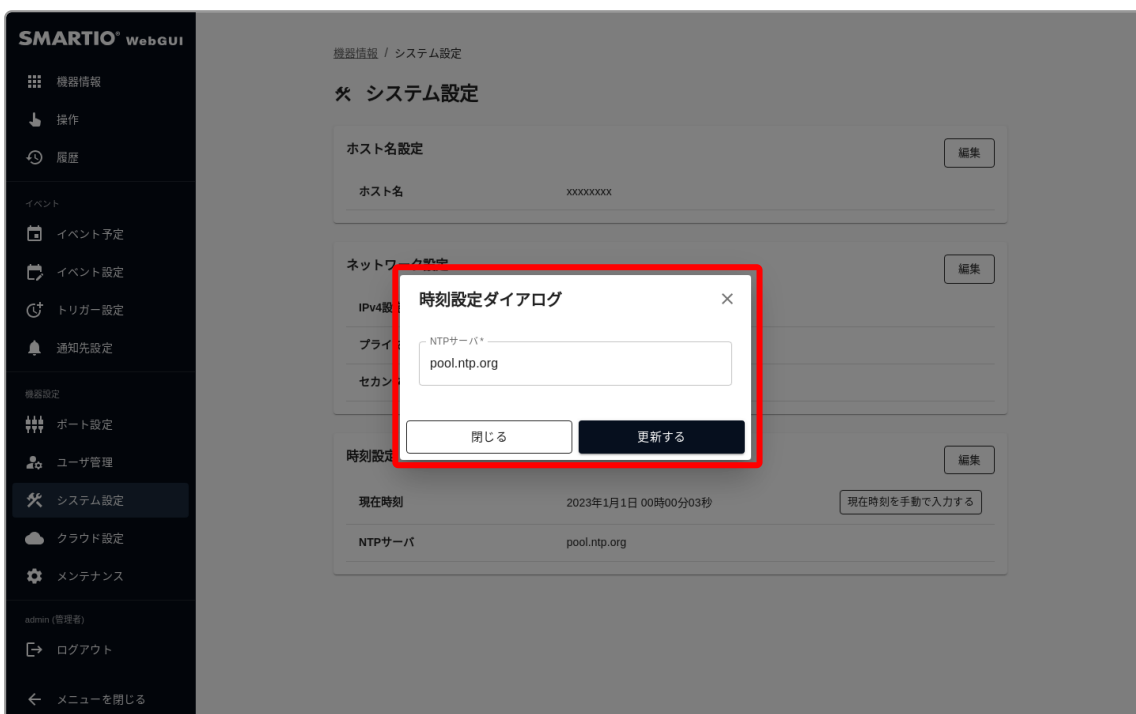 SMARTIO® WebGUI
機器情報
操作
履歴
イベント
イベント予定
イベント設定
トリガー設定
通知先設定
機器設定
ポート設定
ユーザ管理
システム設定
クラウド設定
メンテナンス
admin (管理者)
ログアウト
メニューを閉じる
機器情報 / システム設定
システム設定
ホスト名設定
編集
ホスト名 xxxxxxxx
ネットワーク設定
編集
IPv4設
プライ
セカン
時刻設定ダイアログ
NTPサーバ*
pool.ntp.org
閉じる 更新する
時刻設定
編集
現在時刻 2023年1月1日 00時00分03秒 現在時刻を手動で入力する
NTPサーバ pool.ntp.org